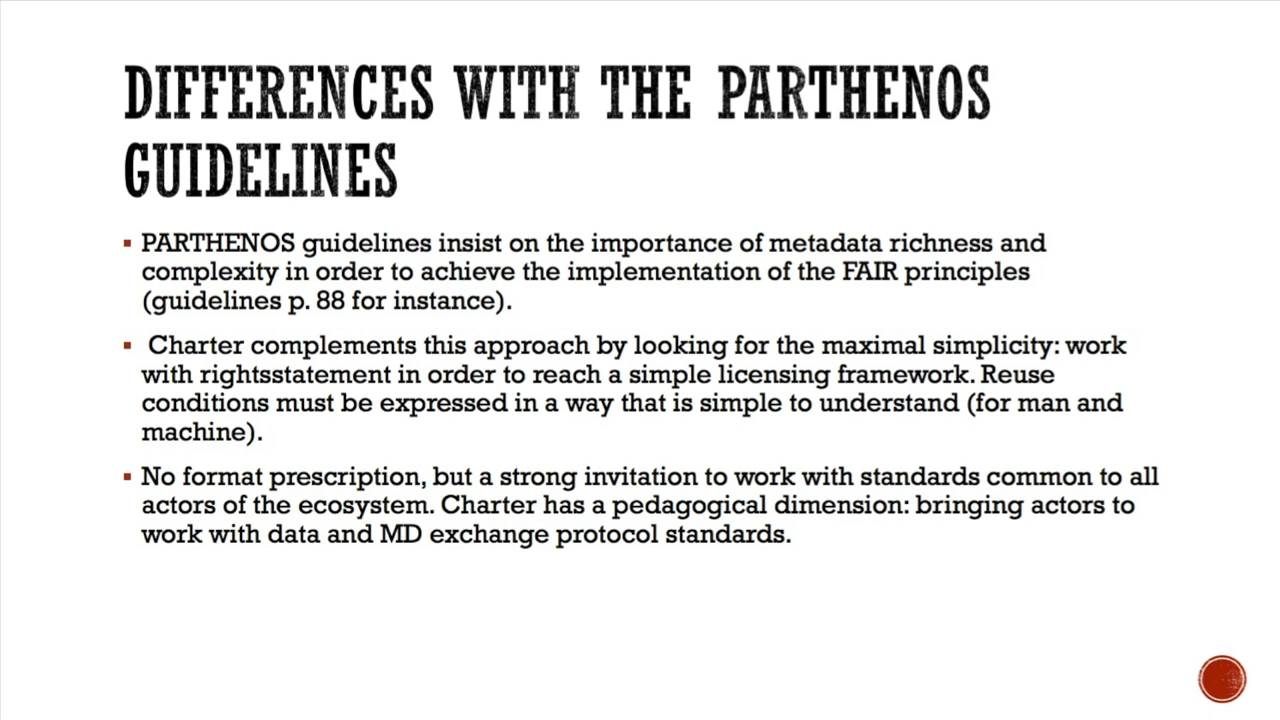 DIFFERENCES WITH THE PARTHENOS
GUIDELINES
▪ PARTHENOS guidelines insist on the importance of metadata richness and
complexity in order to achieve the implementation of the FAIR principles
(guidelines p. 88 for instance).
▪ Charter complements this approach by looking for the maximal simplicity: work
with rightsstatement in order to reach a simple licensing framework. Reuse
conditions must be expressed in a way that is simple to understand (for man and
machine).
▪ No format prescription, but a strong invitation to work with standards common to all
actors of the ecosystem. Charter has a pedagogical dimension: bringing actors to
work with data and MD exchange protocol standards.